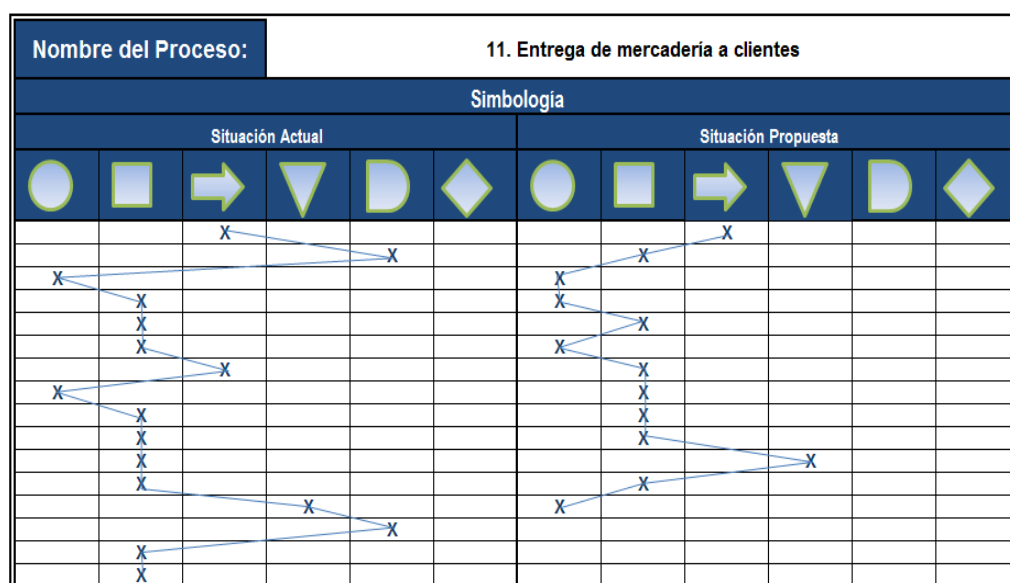 Nombre del Proceso: 11. Entrega de mercadería a clientes
Simbología
Situación Actual Situación Propuesta
X X
X X
X X
X X
X X
X X
X X
X X
X X
X X
X X
X X
X X
X
X
X